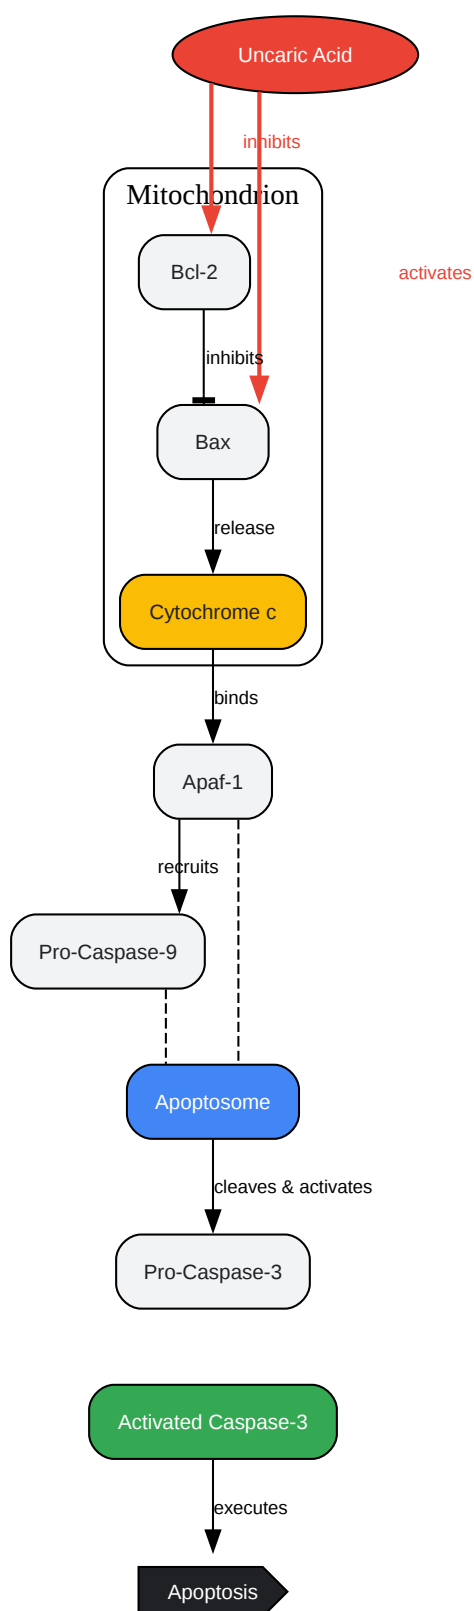 Uncaric Acid
inhibits
Mitochondrion
Bcl-2
activates
inhibits
Bax
release
Cytochrome c
binds
Apaf-1
recruits
Pro-Caspase-9
Apoptosome
cleaves & activates
Pro-Caspase-3
Activated Caspase-3
executes
Apoptosis